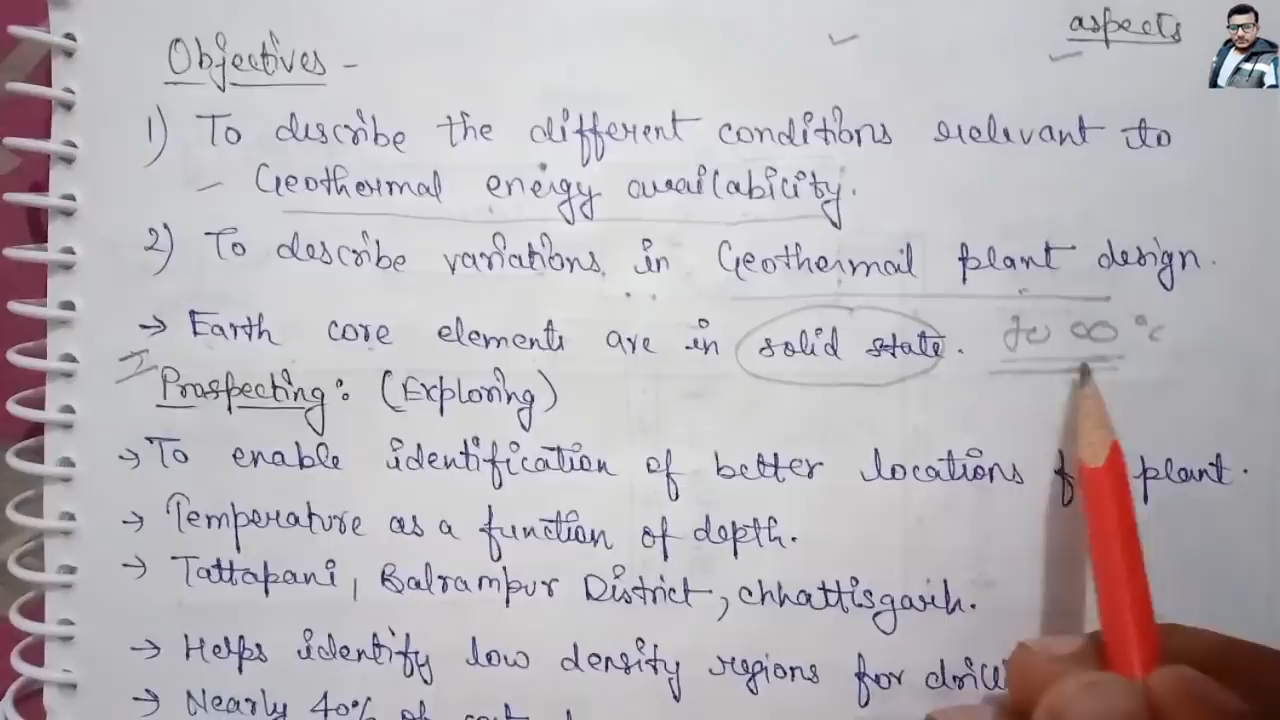 aspects
Objectives -
1) To describe the different conditions relevant to
- Geothermal energy availability.
2) To describe variations in Geothermal plant design.
→ Earth core elements are in solid state. 7000 °C
Prospecting: (Exploring)
→ To enable identification of better locations plant.
→ Temperature as a function of depth.
→ Tattapani, Balrampur District, Chhattisgarh.
→ Helps identify low density regions for
→ Nearly 40% of